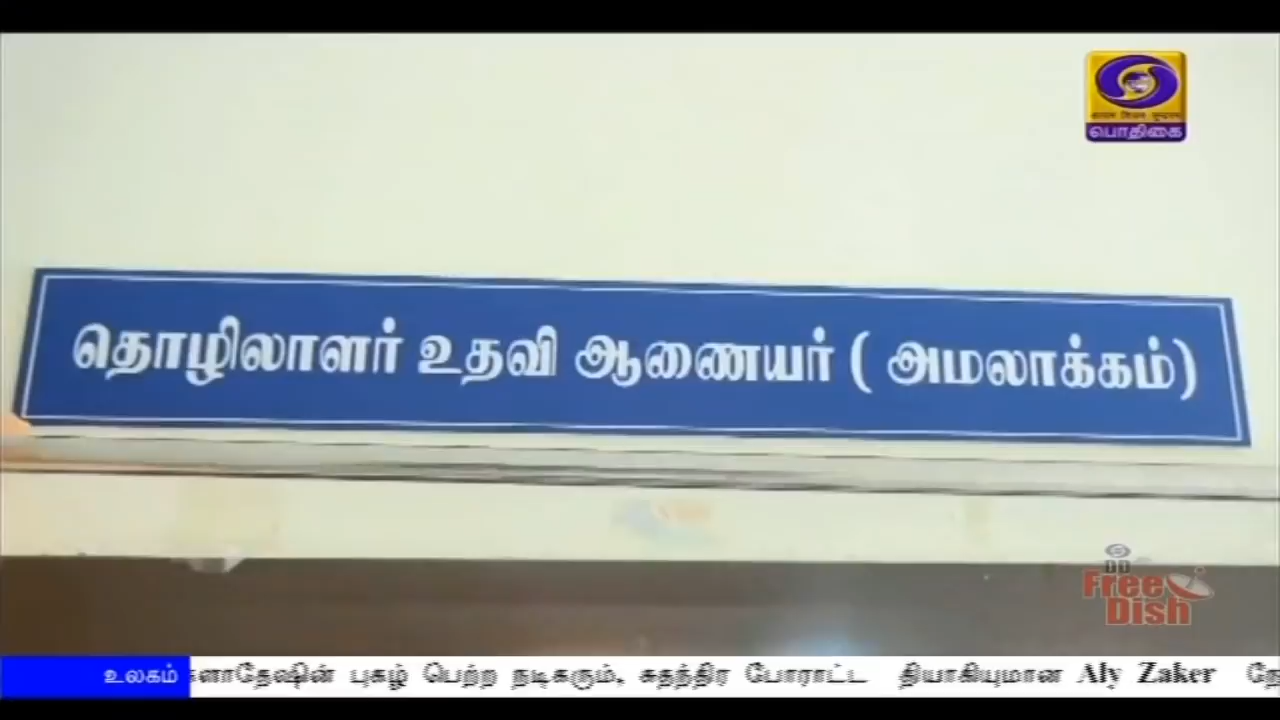 பொதிகை
தொழிலாளர் உதவி ஆணையர் ( அமலாக்கம்)
DD
Free
Dish
உலகம் புகழ் பெற்ற நடிகரும், சுதந்திர போராட்ட தியாகியுமான Aly Zaker